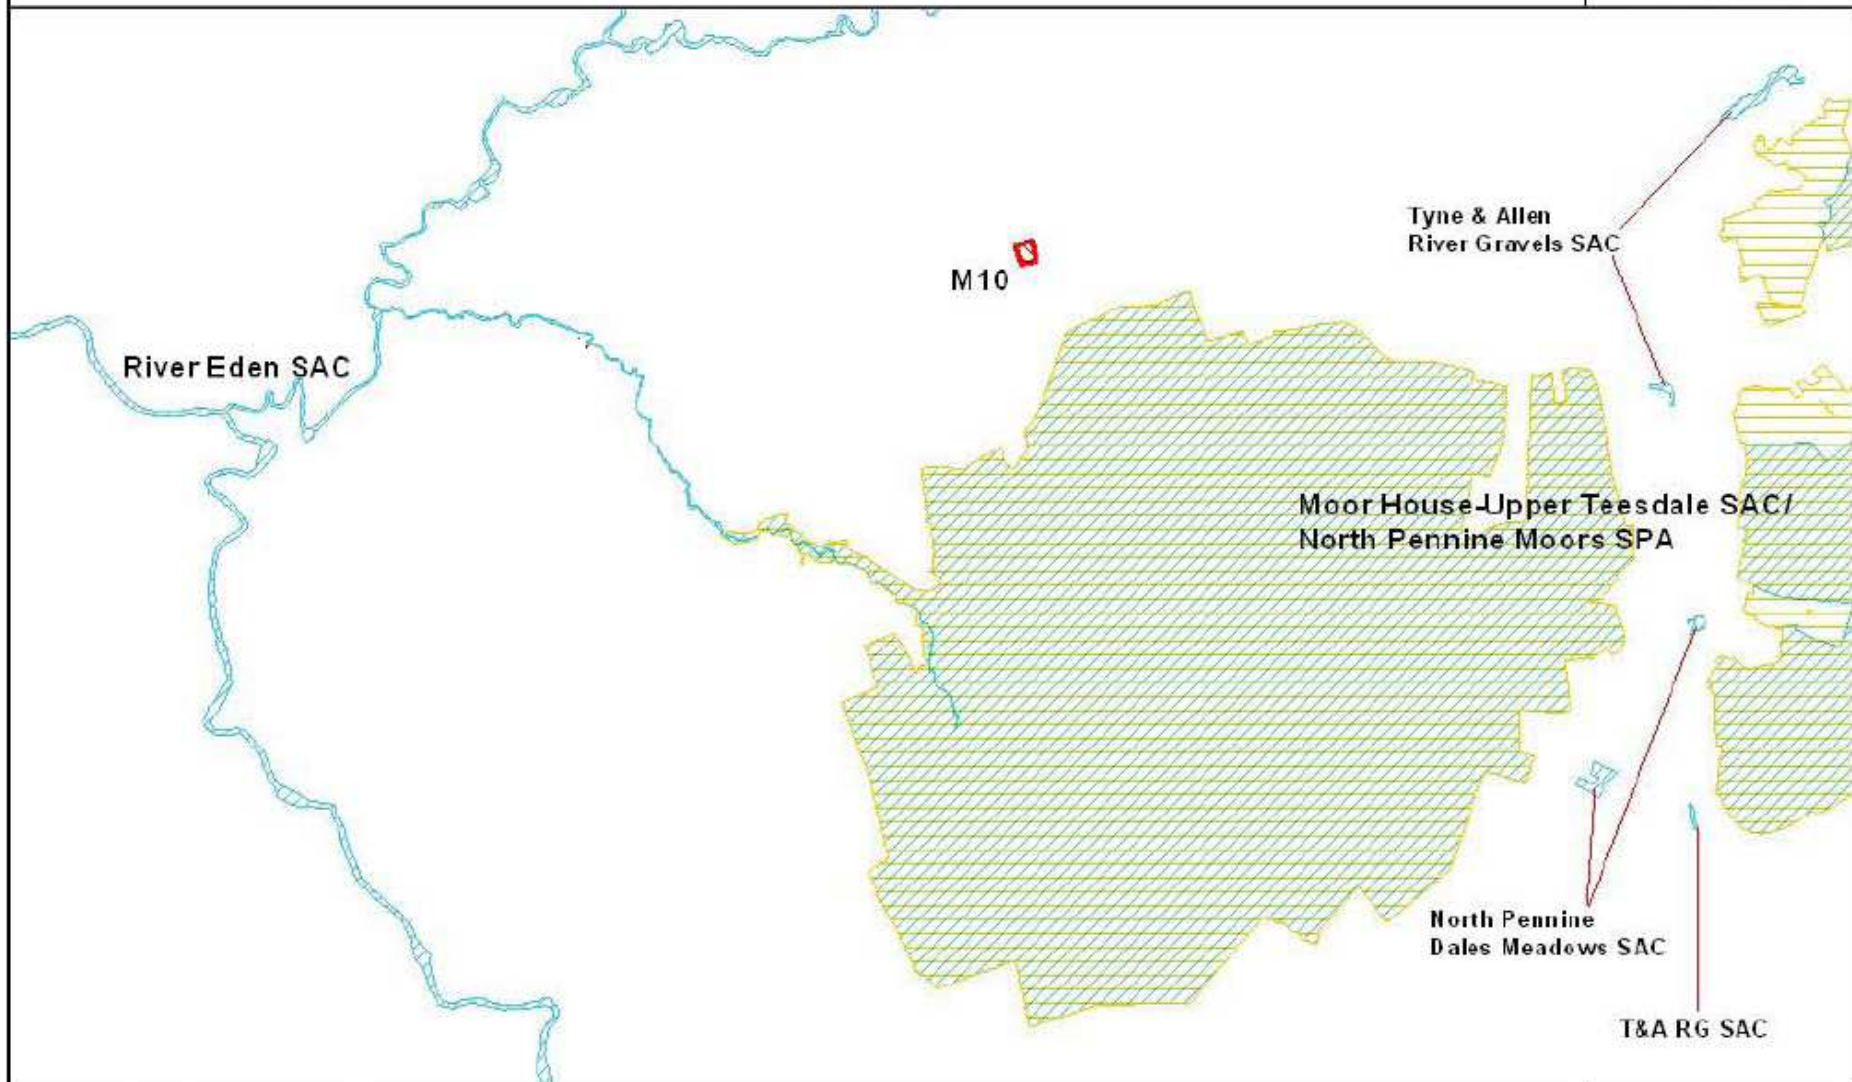 Tyne & Allen
River Gravels SAC
M10
River Eden SAC
Moor House-Upper Teesdale SAC/
North Pennine Moors SPA
North Pennine
Dales Meadows SAC
T&A RG SAC